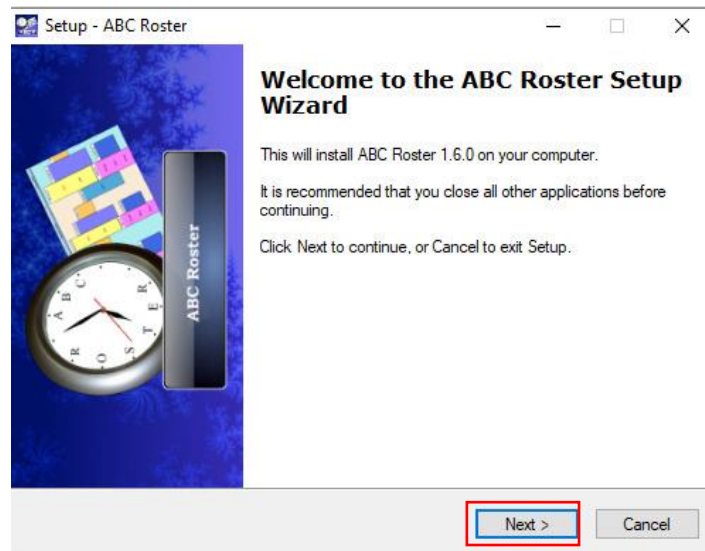 Setup - ABC Roster
Welcome to the ABC Roster Setup
Wizard
This will install ABC Roster 1.6.0 on your computer.
It is recommended that you close all other applications before
continuing.
Click Next to continue, or Cancel to exit Setup.
ABC Roster
A B C
R O S T E R
Next >
Cancel